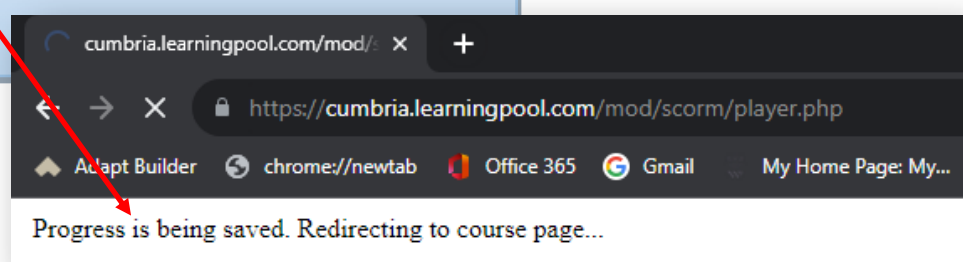 cumbria.learningpool.com/mod/s
https://cumbria.learningpool.com/mod/scorm/player.php
Adapt Builder chrome://newtab Office 365 Gmail My Home Page: My...
Progress is being saved. Redirecting to course page...